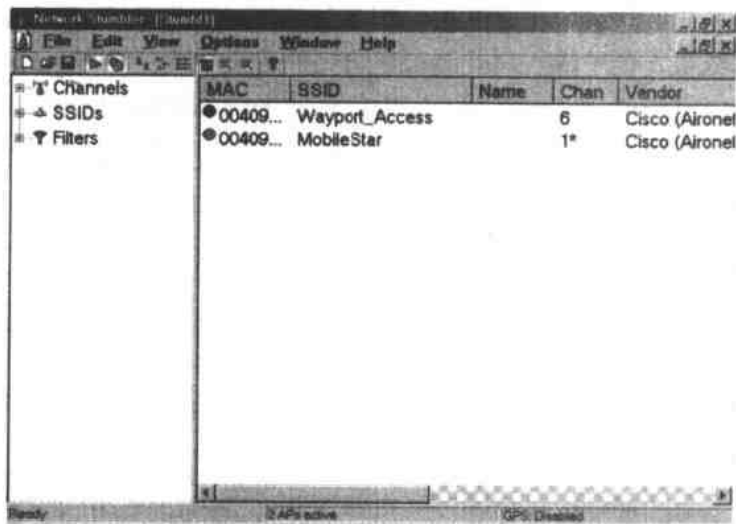 Network Stumbler
File Edit View Options Window Help
Channels
SSIDs
Filters
MAC SSID Name Chan Vendor
00409... Wayport_Access 6 Cisco (Aironet
00409... MobileStar 1* Cisco (Aironet
Ready 2 APs active GPS: Disabled